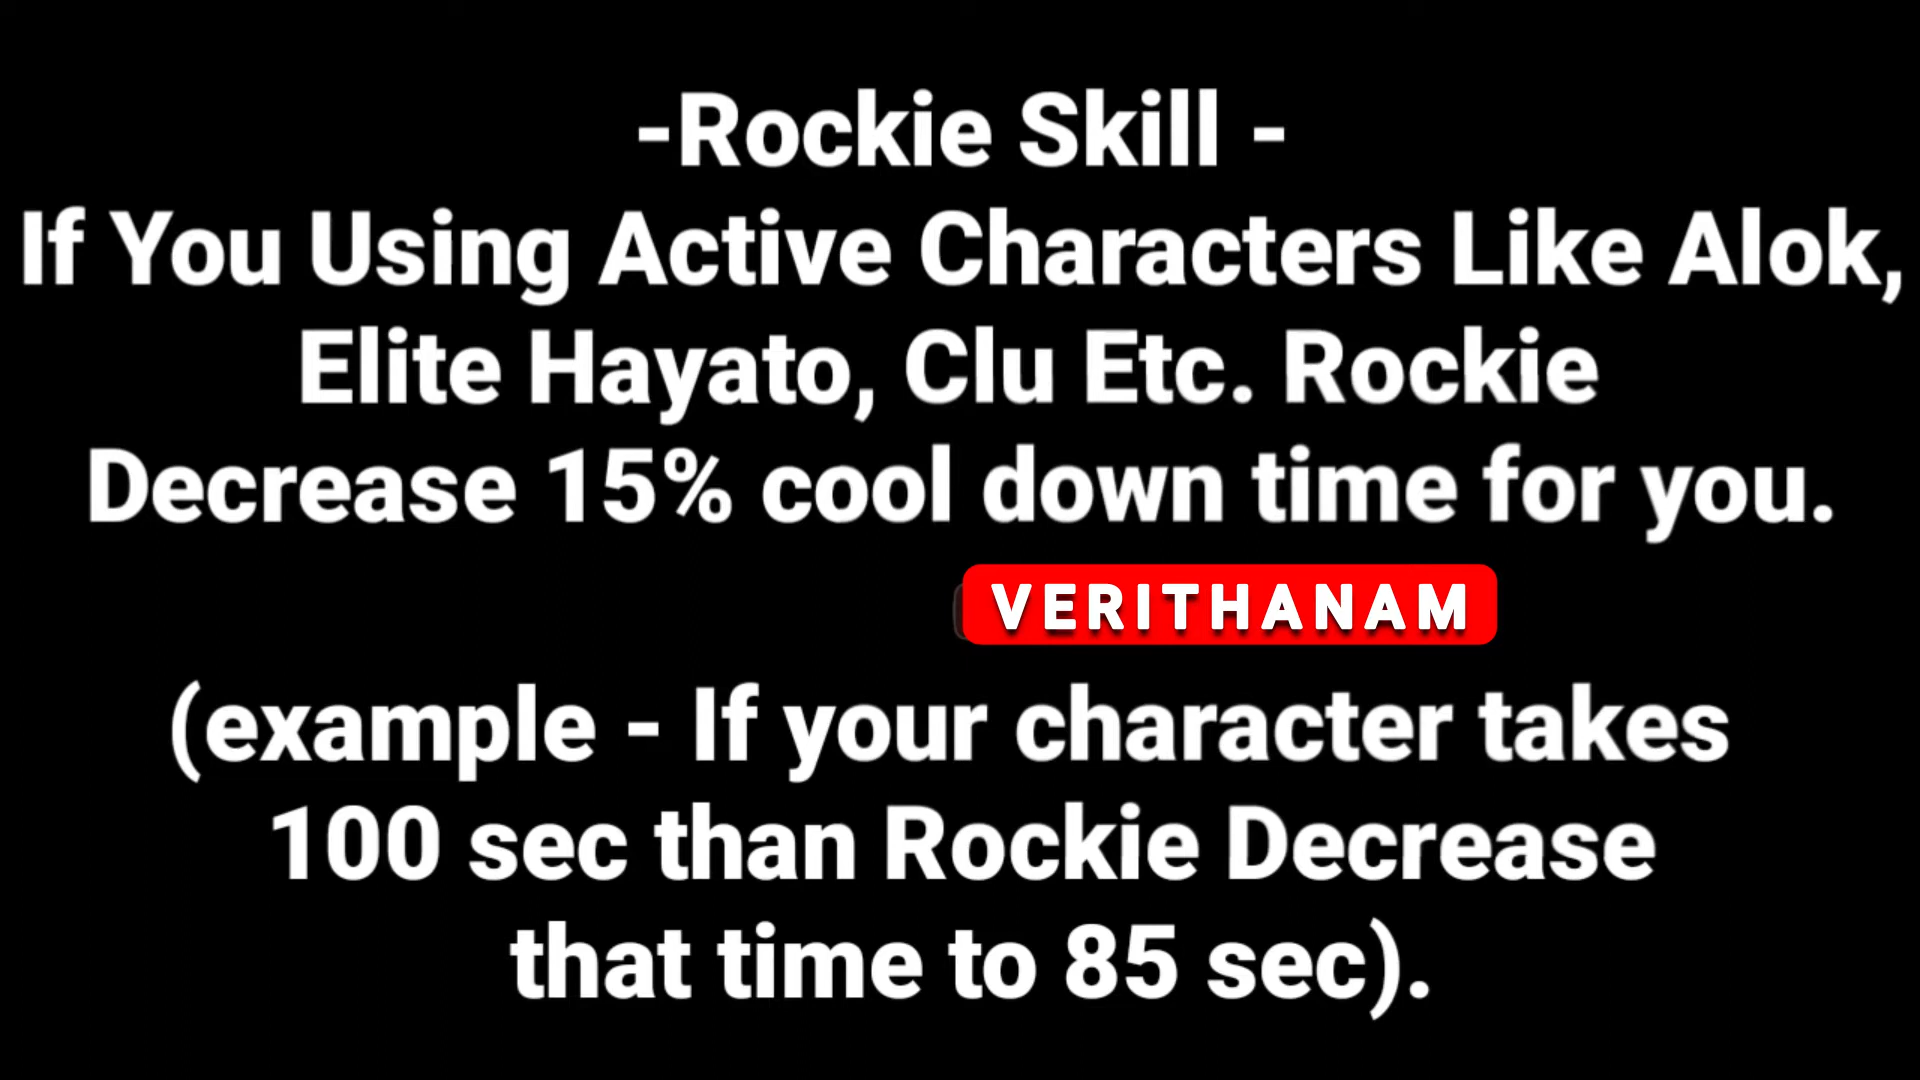 -Rockie Skill -
If You Using Active Characters Like Alok,
Elite Hayato, Clu Etc. Rockie
Decrease 15% cool down time for you.
VERITHANAM
(example - If your character takes
100 sec than Rockie Decrease
that time to 85 sec).